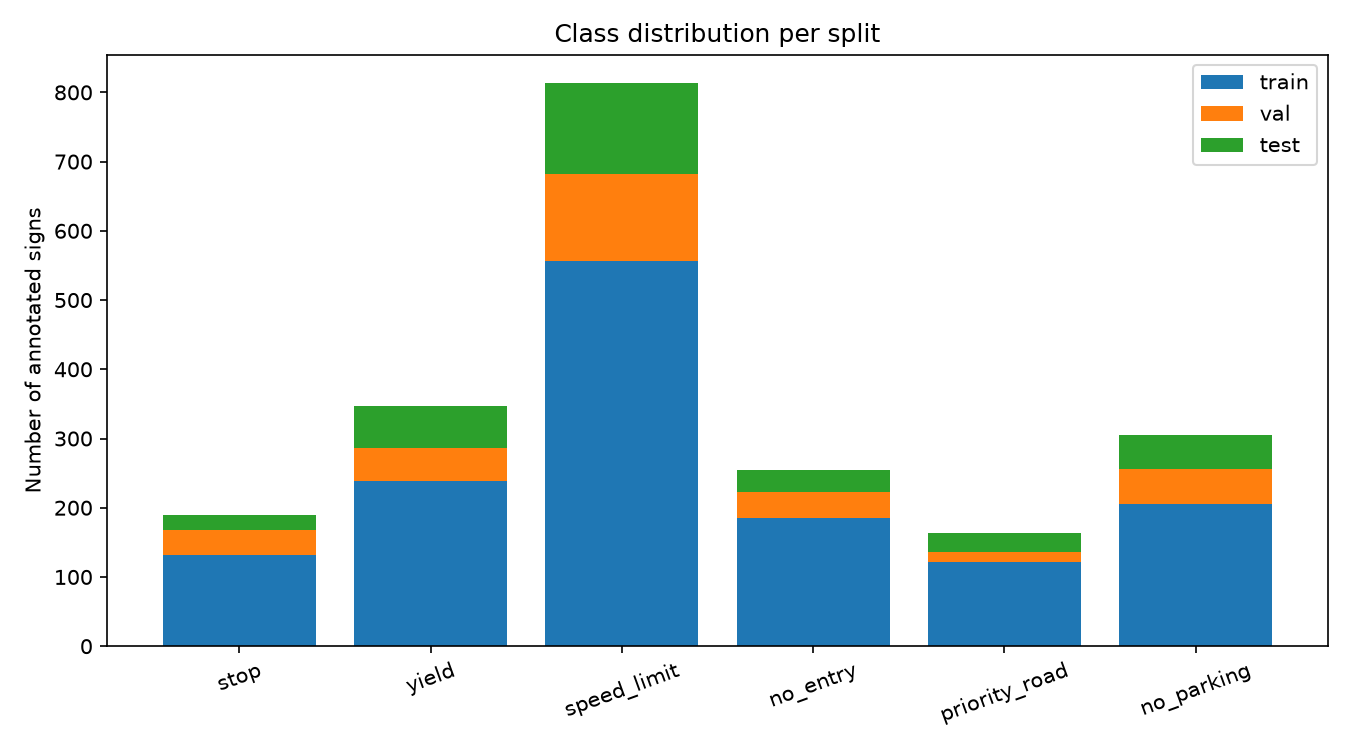 Class distribution per split
train
val
test
Number of annotated signs
800
700
600
500
400
300
200
100
0
stop
yield
speed_limit
no_entry
priority_road
no_parking